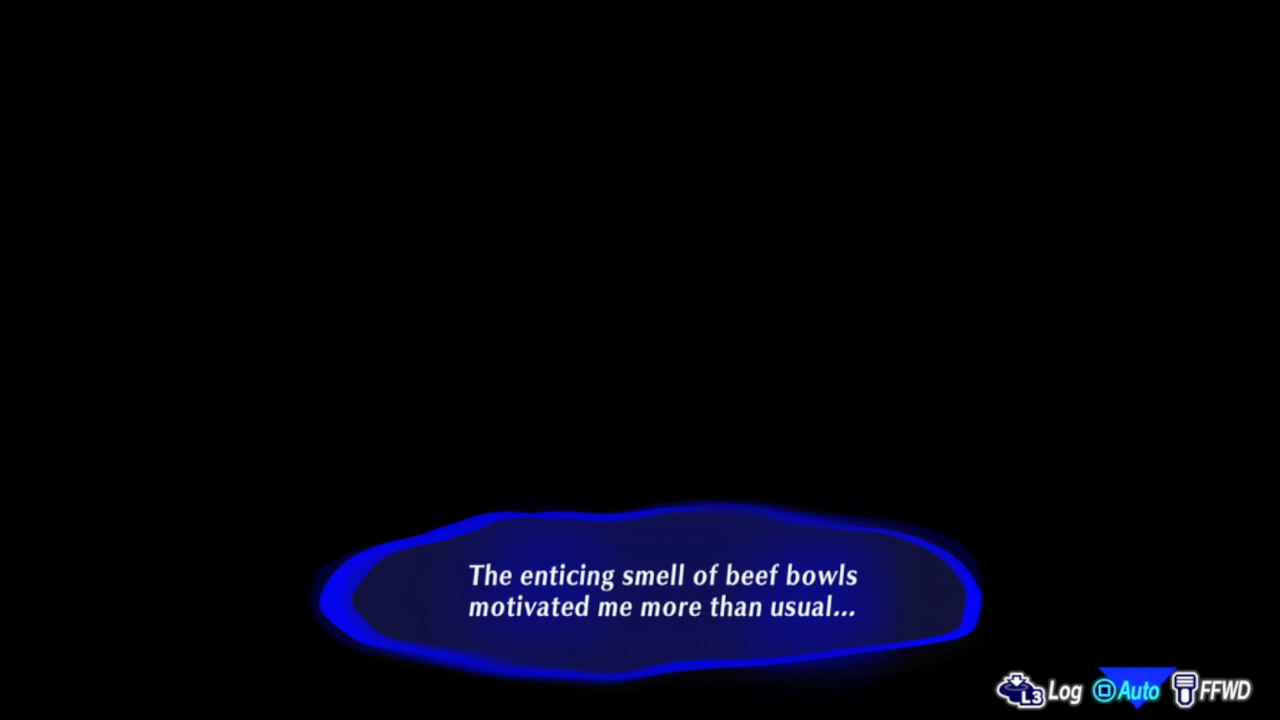 The enticing smell of beef bowls
motivated me more than usual...
L3 Log Auto FFWD